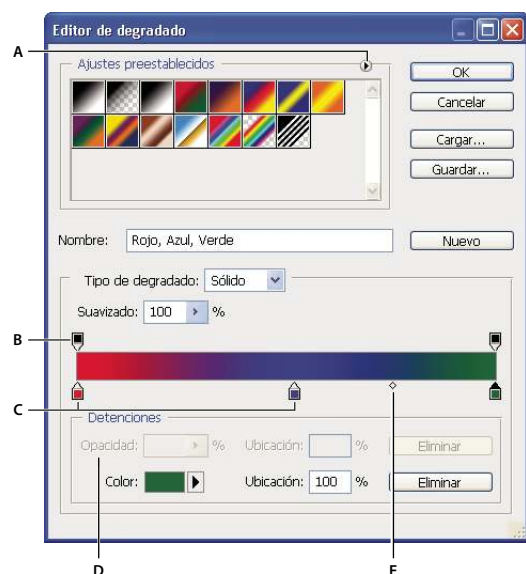 Editor de degradado
A
Ajustes preestablecidos
OK
Cancelar
Cargar...
Guardar...
Nombre: Rojo, Azul, Verde
Nuevo
Tipo de degradado: Sólido
Suavizado: 100 %
B
C
Detenciones
Opacidad: % Ubicación: % Eliminar
Color: Ubicación: 100 % Eliminar
D